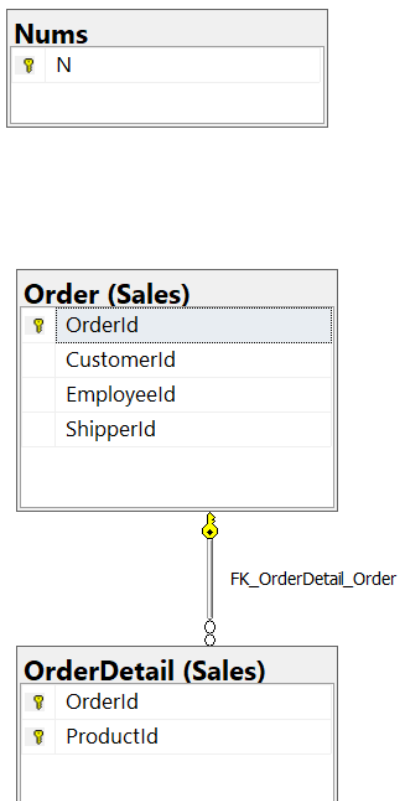 Nums
N
Order (Sales)
OrderId
CustomerId
EmployeeId
ShipperId
FK_OrderDetail_Order
OrderDetail (Sales)
OrderId
ProductId